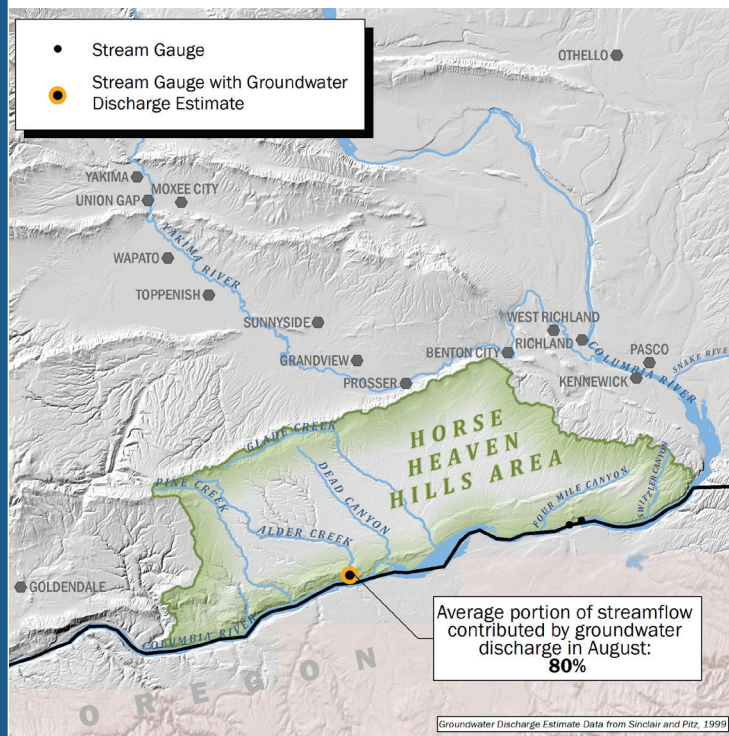 Stream Gauge
Stream Gauge with Groundwater
Discharge Estimate
OTHELLO
YAKIMA
MOXEE CITY
UNION GAP
YAKIMA RIVER
WAPATO
TOPPENISH
SUNNYSIDE
WEST RICHLAND
RICHLAND
GRANDVIEW
BENTON CITY
COLUMBIA RIVER
PASCO
SNAKE RIVER
PROSSER
KENNEWICK
GLADE CREEK
HORSE
HEAVEN
HILLS AREA
PINE CREEK
DEAD CANYON
FOUR MILE CANYON
SWITZLER CANYON
ALDER CREEK
GOLDENDALE
COLUMBIA RIVER
Average portion of streamflow
contributed by groundwater
discharge in August:
80%
OREGON
Groundwater Discharge Estimate Data from Sinclair and Pitz, 1999